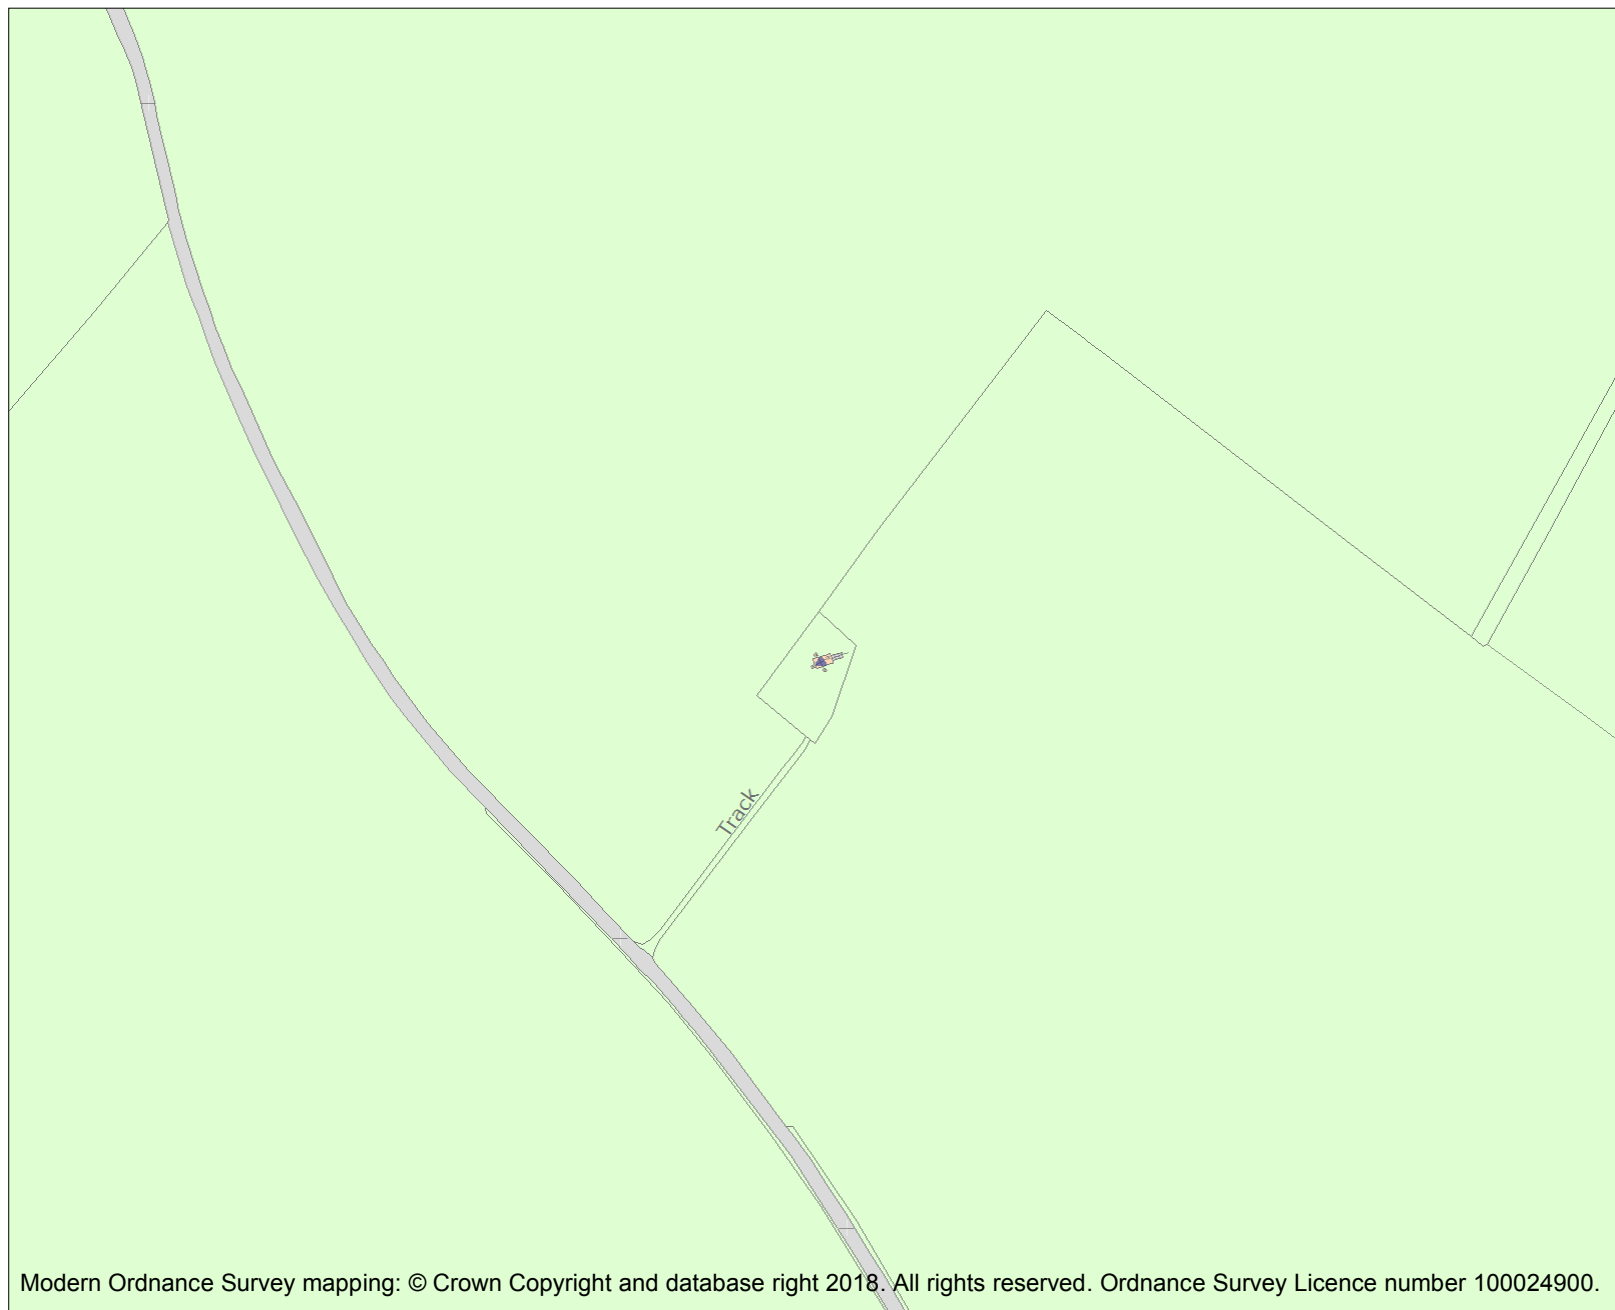 Track
Modern Ordnance Survey mapping: © Crown Copyright and database right 2018. All rights reserved. Ordnance Survey Licence number 100024900.